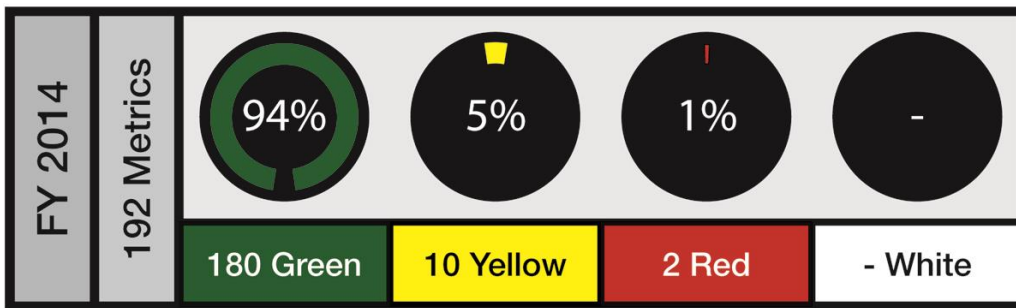 FY 2014
192 Metrics
94%
5%
1%
-
180 Green
10 Yellow
2 Red
- White